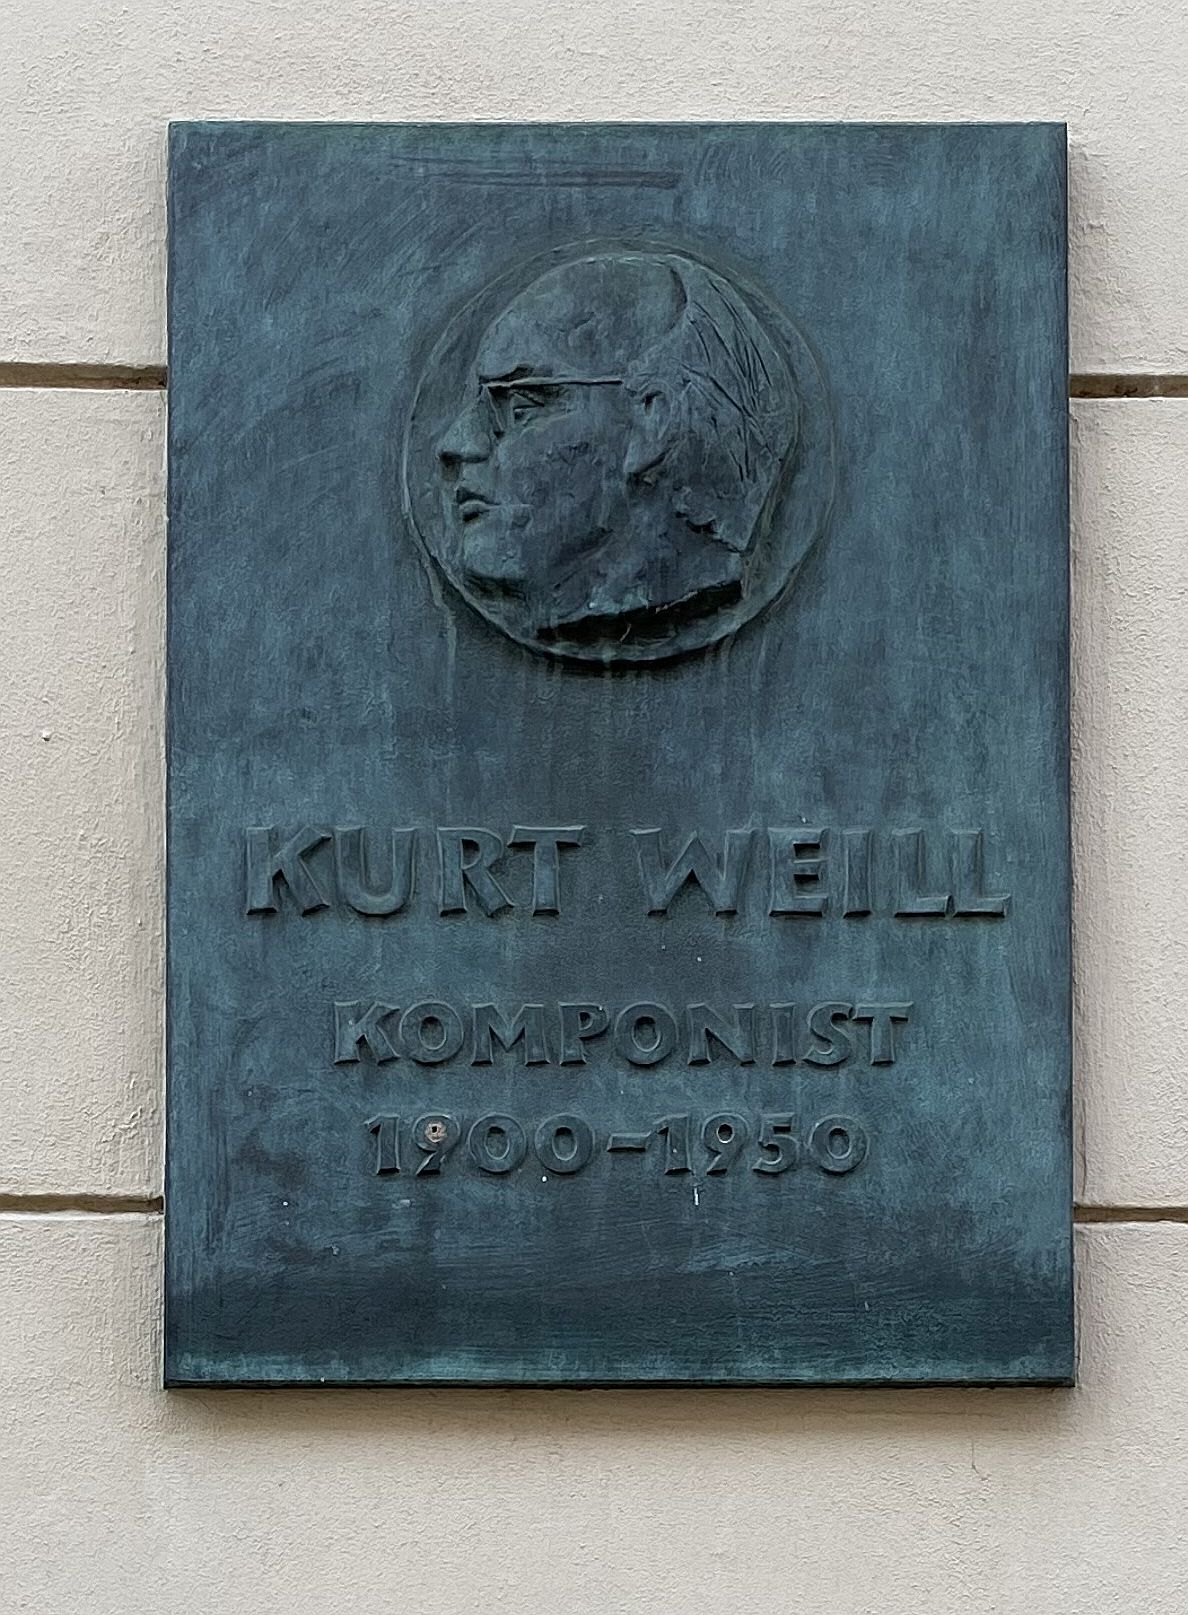 KURT WEILL
KOMPONIST
1900-1950